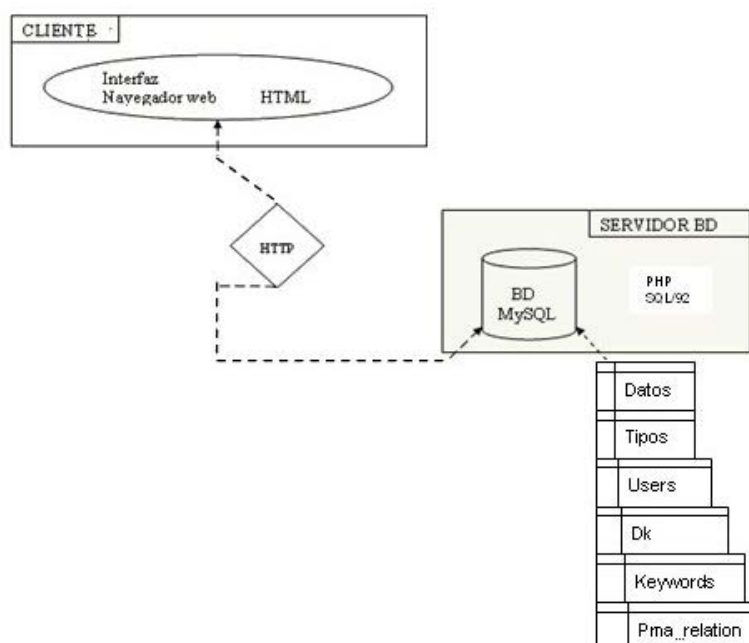 CLIENTE
Interfaz
Navegador web HTML
HTTP
SERVIDOR BD
BD
MySQL
PHP
SQL/92
Datos
Tipos
Users
Dk
Keywords
Pma_relation